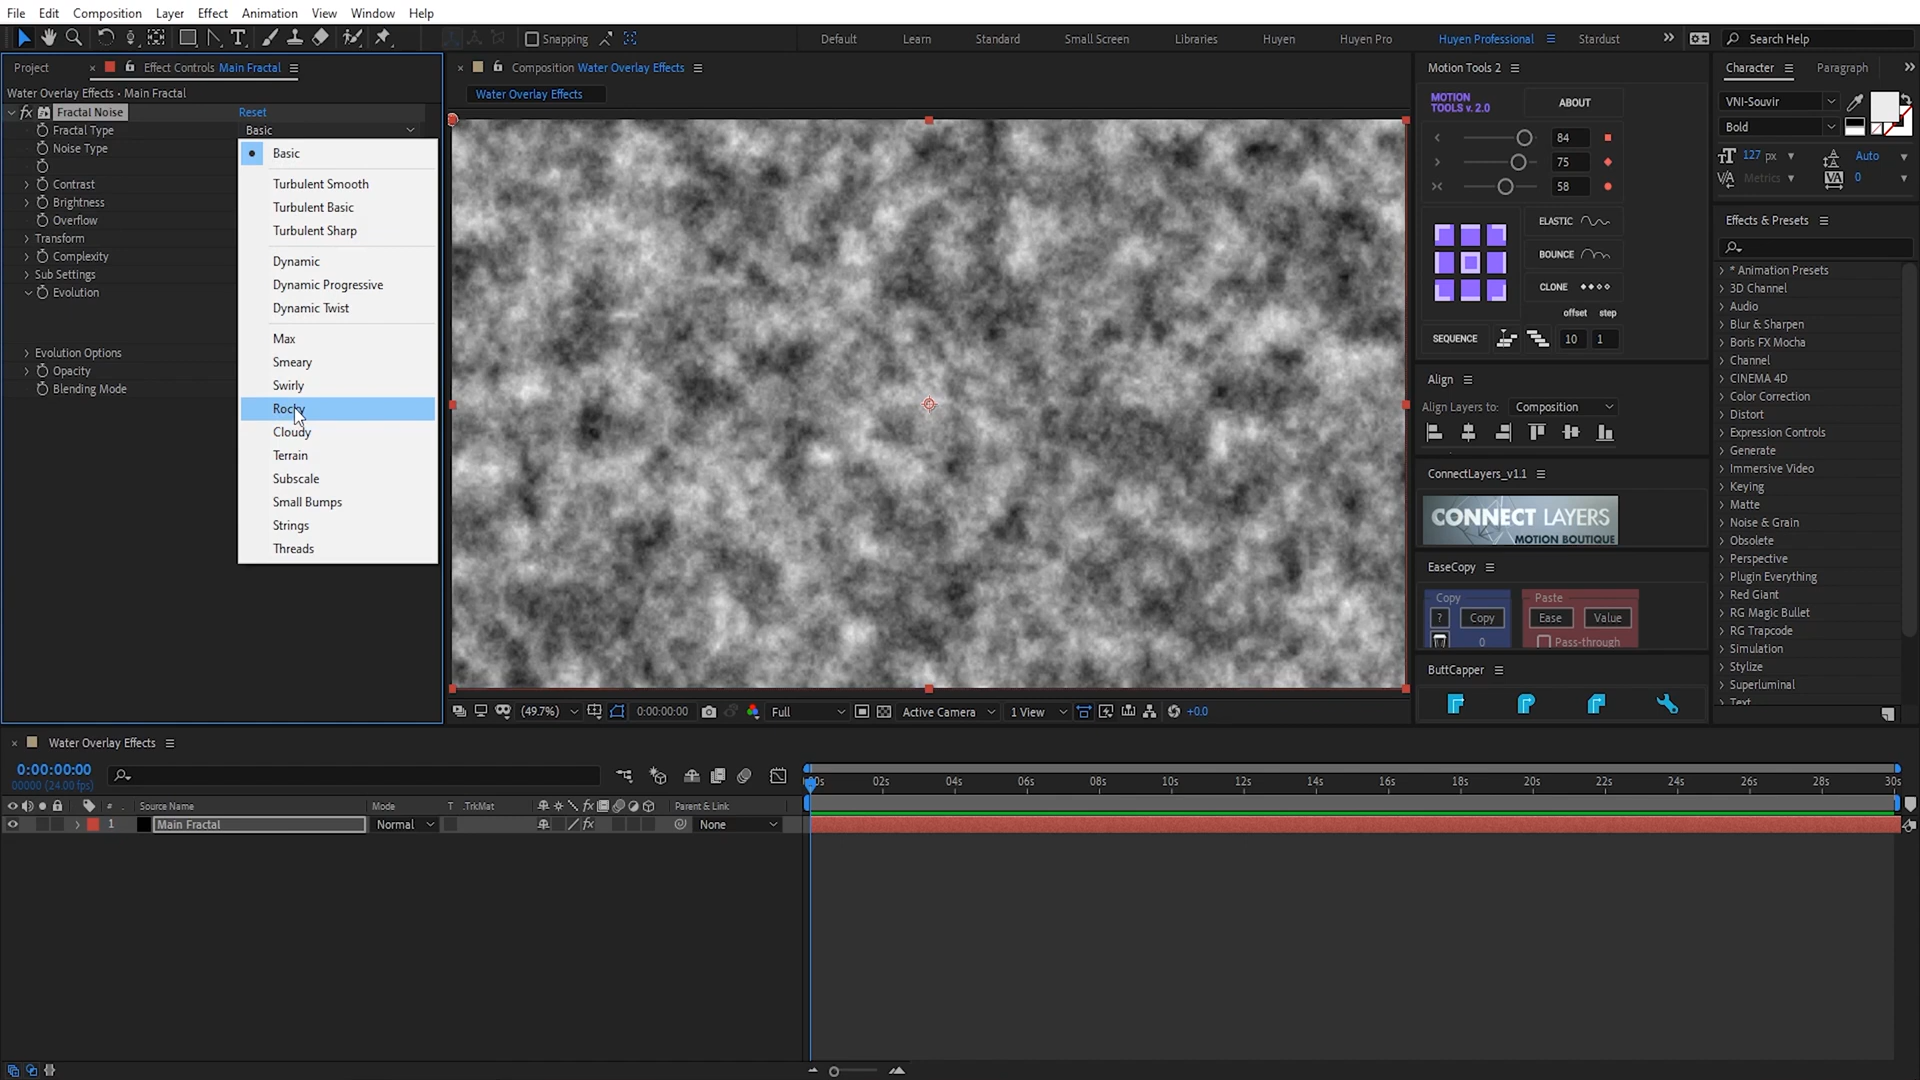 File Edit Composition Layer Effect Animation View Window Help
Snapping Default Learn Standard Small Screen Libraries Huyen Huyen Pro Huyen Professional Stardust Search Help
Project Effect Controls Main Fractal
Water Overlay Effects • Main Fractal
Fractal Noise Reset
Fractal Type Basic
Noise Type
Contrast
Brightness
Overflow
Transform
Complexity
Sub Settings
Evolution
Evolution Options
Opacity
Blending Mode
Basic
Turbulent Smooth
Turbulent Basic
Turbulent Sharp
Dynamic
Dynamic Progressive
Dynamic Twist
Max
Smeary
Swirly
Rocky
Cloudy
Terrain
Subscale
Small Bumps
Strings
Threads
Composition Water Overlay Effects
Water Overlay Effects
(49.7%) 0:00:00:00 Full Active Camera 1 View +0.0
Motion Tools 2
MOTION
TOOLS v. 2.0
ABOUT
84
75
58
ELASTIC
BOUNCE
CLONE
offset step
SEQUENCE 10 1
Align
Align Layers to: Composition
ConnectLayers_v1.1
CONNECT LAYERS
MOTION BOUTIQUE
EaseCopy
Copy Paste
? Copy Ease Value
0 Pass-through
ButtCapper
Character Paragraph
VNI-Souvir
Bold
127 px Auto
Metrics 0
Effects & Presets
* Animation Presets
3D Channel
Audio
Blur & Sharpen
Boris FX Mocha
Channel
CINEMA 4D
Color Correction
Distort
Expression Controls
Generate
Immersive Video
Keying
Matte
Noise & Grain
Obsolete
Perspective
Plugin Everything
Red Giant
RG Magic Bullet
RG Trapcode
Simulation
Stylize
Superluminal
Text
Water Overlay Effects
0:00:00:00
00000 (24.00 fps)
# Source Name Mode T .TrkMat Parent & Link
1 Main Fractal Normal None
00s 02s 04s 06s 08s 10s 12s 14s 16s 18s 20s 22s 24s 26s 28s 30s